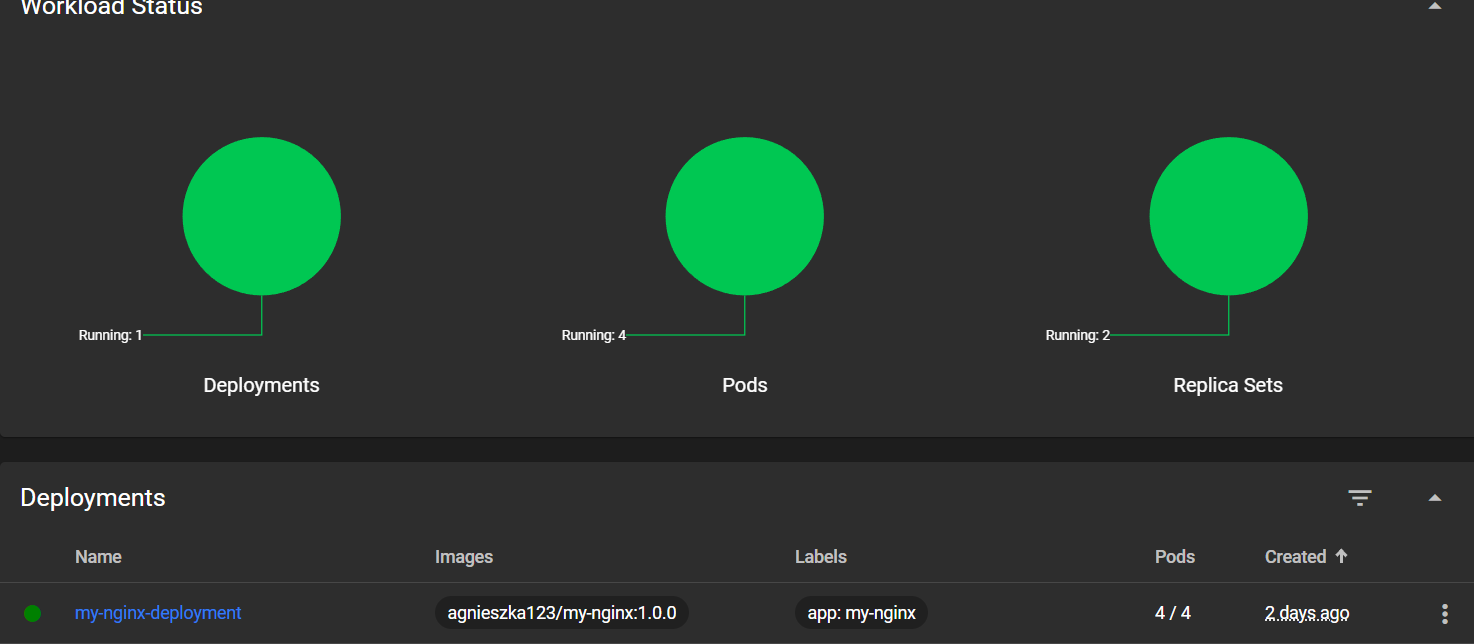 Workload Status
Running: 1
Running: 4
Running: 2
Deployments
Pods
Replica Sets
Deployments
Name Images Labels Pods Created
my-nginx-deployment agnieszka123/my-nginx:1.0.0 app: my-nginx 4 / 4 2 days ago